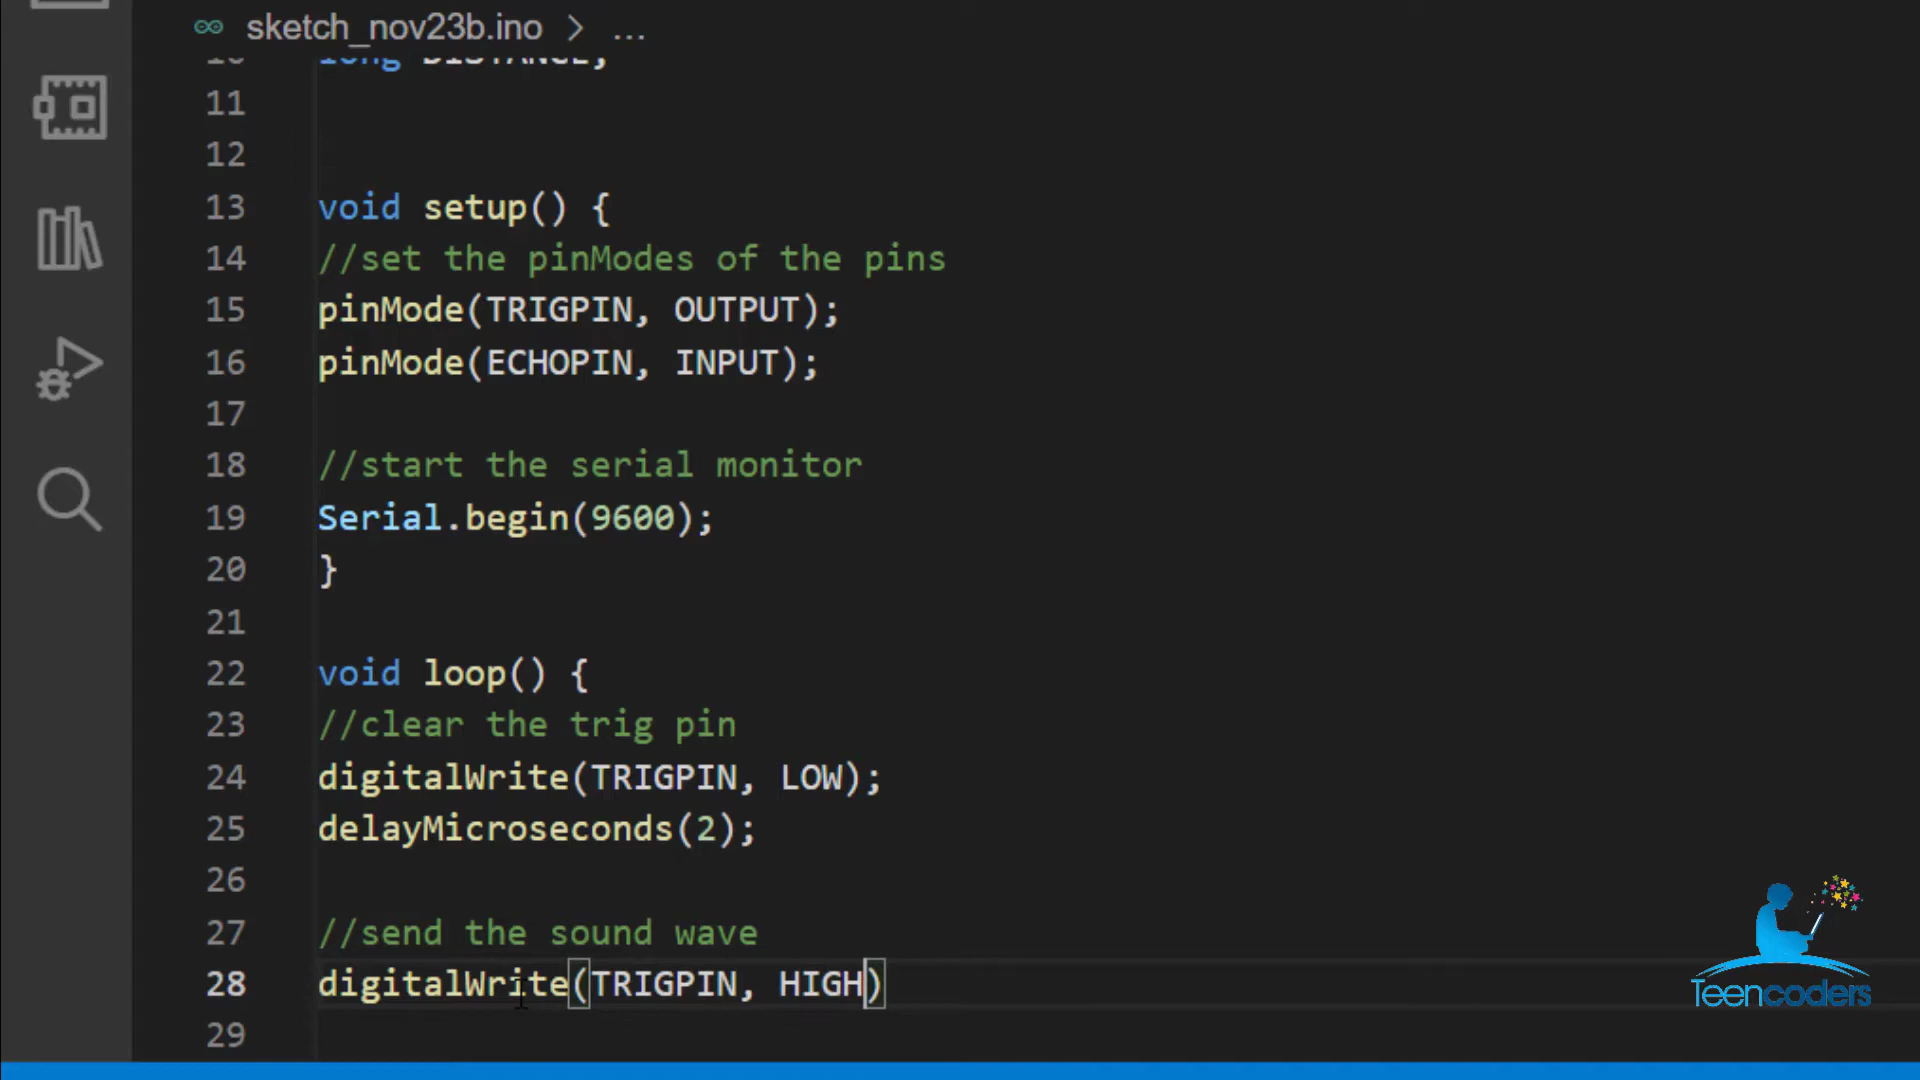 sketch_nov23b.ino > ...
10 long DISTANCE;
11
12
13 void setup() {
14 //set the pinModes of the pins
15 pinMode(TRIGPIN, OUTPUT);
16 pinMode(ECHOPIN, INPUT);
17
18 //start the serial monitor
19 Serial.begin(9600);
20 }
21
22 void loop() {
23 //clear the trig pin
24 digitalWrite(TRIGPIN, LOW);
25 delayMicroseconds(2);
26
27 //send the sound wave
28 digitalWrite(TRIGPIN, HIGH)
29
Teencoders